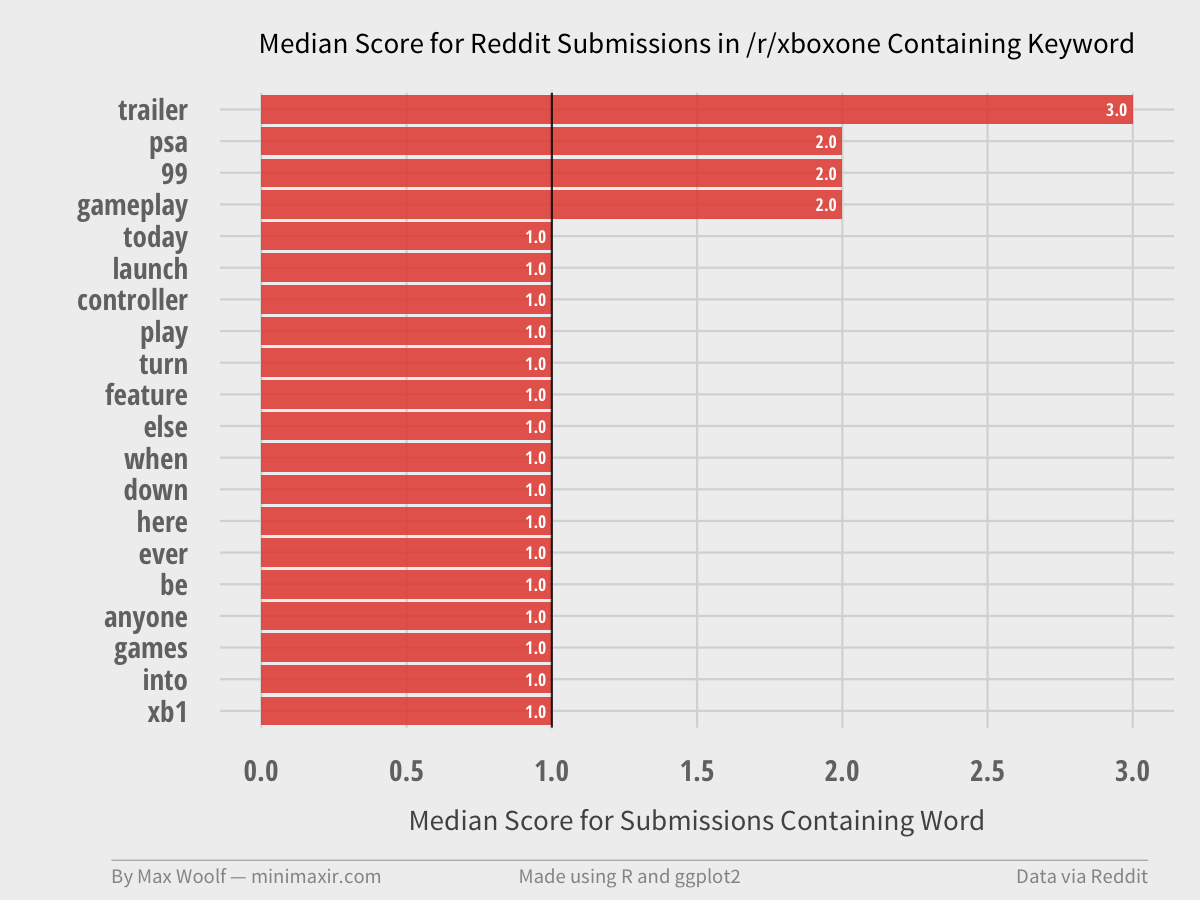 Median Score for Reddit Submissions in /r/xboxone Containing Keyword
trailer 3.0
psa 2.0
99 2.0
gameplay 2.0
today 1.0
launch 1.0
controller 1.0
play 1.0
turn 1.0
feature 1.0
else 1.0
when 1.0
down 1.0
here 1.0
ever 1.0
be 1.0
anyone 1.0
games 1.0
into 1.0
xb1 1.0
0.0 0.5 1.0 1.5 2.0 2.5 3.0
Median Score for Submissions Containing Word
By Max Woolf — minimaxir.com Made using R and ggplot2 Data via Reddit